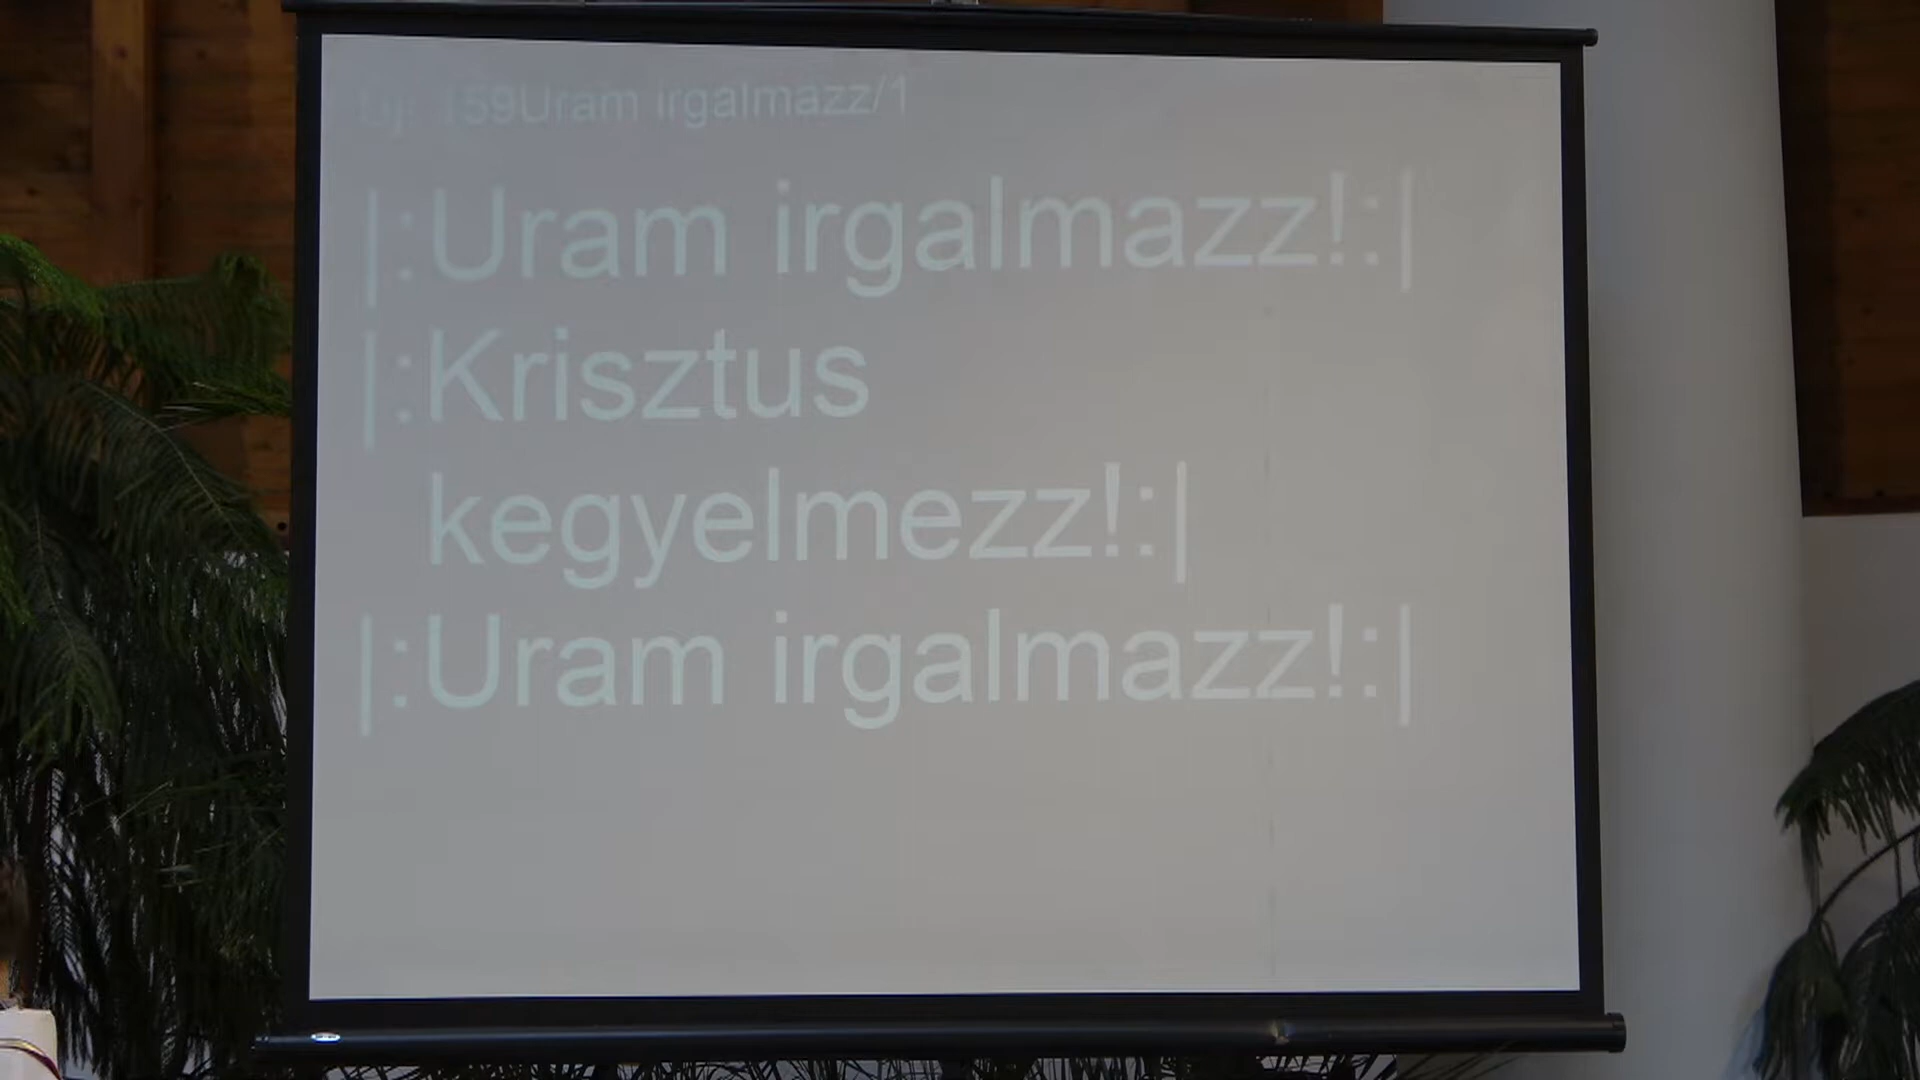 159Uram irgalmazz/1
|:Uram irgalmazz!:|
|:Krisztus
kegyelmezz!:|
|:Uram irgalmazz!:|